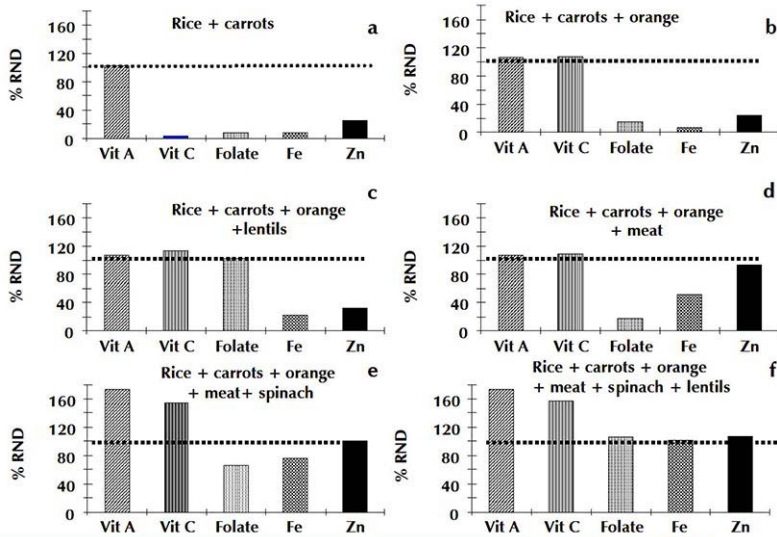 Rice + carrots
a
% RND
160
120
80
40
0
Vit A Vit C Folate Fe Zn
Rice + carrots + orange
b
% RND
160
120
80
40
0
Vit A Vit C Folate Fe Zn
c
Rice + carrots + orange
+lentils
% RND
160
120
80
40
0
Vit A Vit C Folate Fe Zn
d
Rice + carrots + orange
+ meat
% RND
160
120
80
40
0
Vit A Vit C Folate Fe Zn
e
Rice + carrots + orange
+ meat+ spinach
% RND
160
120
80
40
0
Vit A Vit C Folate Fe Zn
f
Rice + carrots + orange
+ meat + spinach + lentils
% RND
160
120
80
40
0
Vit A Vit C Folate Fe Zn